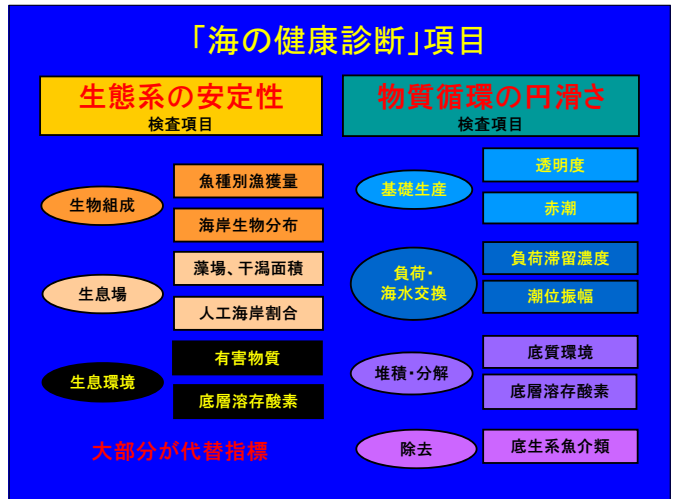 「海の健康診断」項目
生態系の安定性
検査項目
生物組成
魚種別漁獲量
海岸生物分布
生息場
藻場、干潟面積
人工海岸割合
生息環境
有害物質
底層溶存酸素
大部分が代替指標
物質循環の円滑さ
検査項目
基礎生産
透明度
赤潮
負荷・
海水交換
負荷滞留濃度
潮位振幅
堆積・分解
底質環境
底層溶存酸素
除去
底生系魚介類